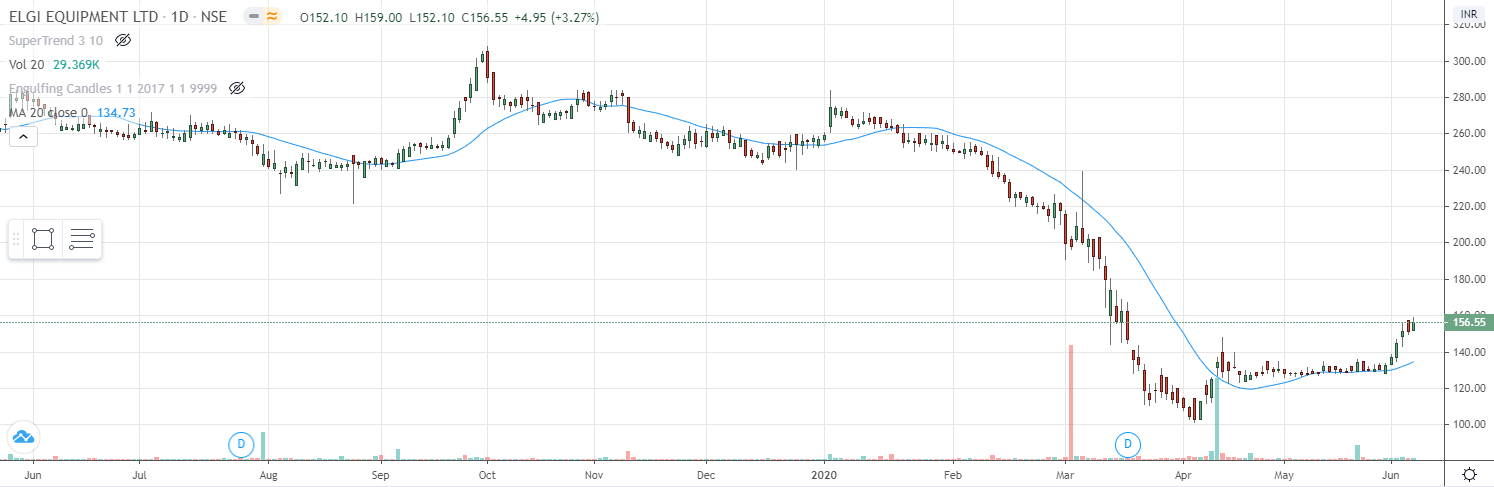 ELGI EQUIPMENT LTD · 1D · NSE O152.10 H159.00 L152.10 C156.55 +4.95 (+3.27%)
SuperTrend 3 10
Vol 20 29.369K
Engulfing Candles 1 1 2017 1 1 9999
MA 20 close 0 134.73
INR
320.00
300.00
280.00
260.00
240.00
220.00
200.00
180.00
160.00
156.55
140.00
120.00
100.00
D D
Jun Jul Aug Sep Oct Nov Dec 2020 Feb Mar Apr May Jun